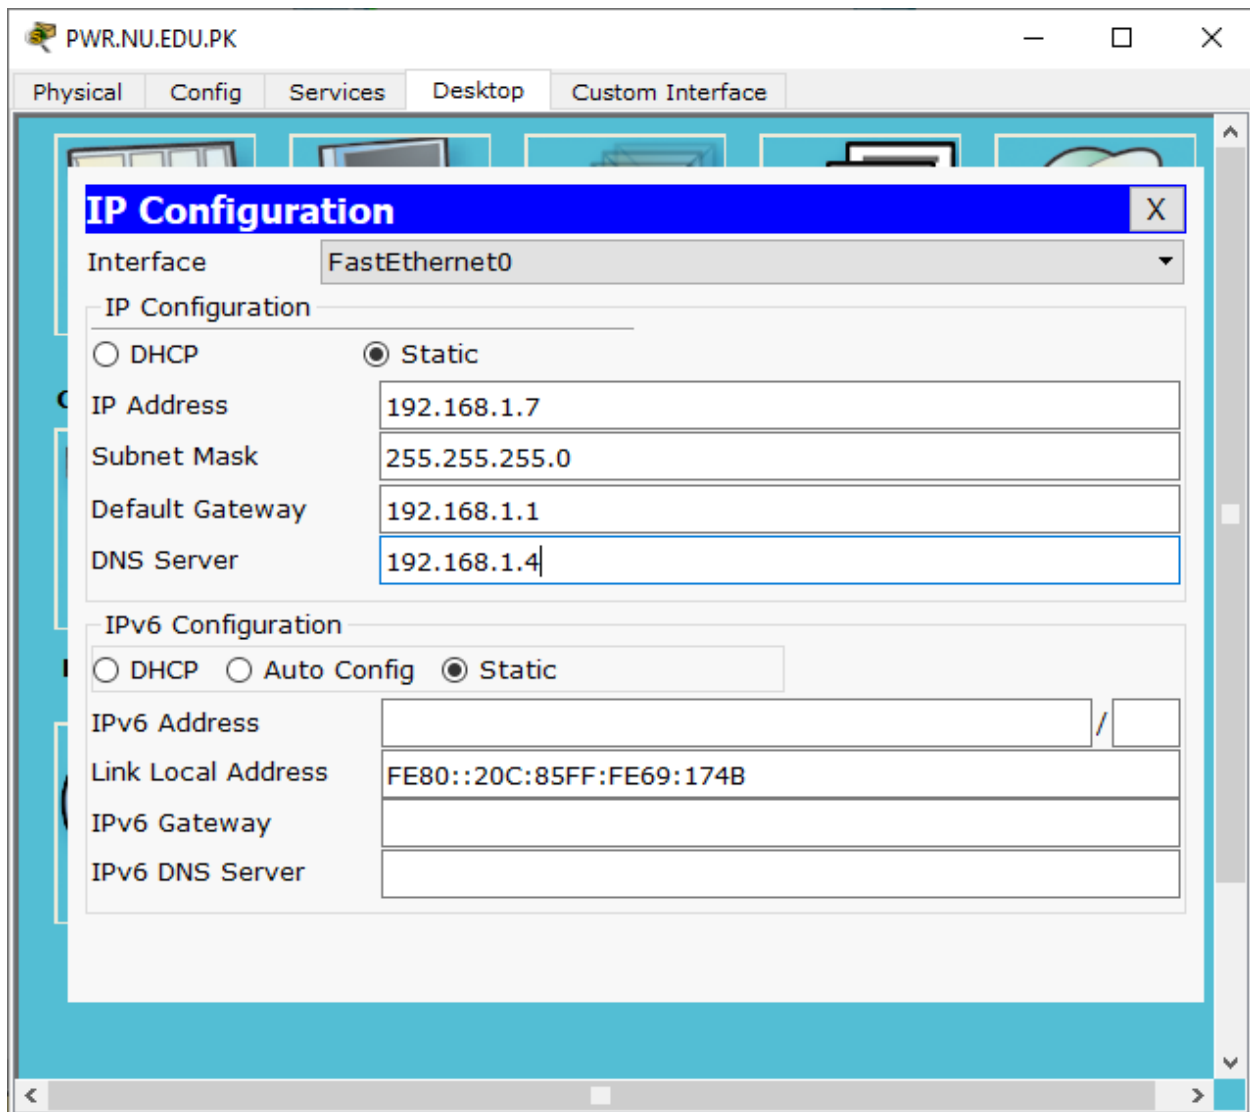 PWR.NU.EDU.PK
Physical Config Services Desktop Custom Interface
IP Configuration X
Interface FastEthernet0
IP Configuration
DHCP Static
IP Address 192.168.1.7
Subnet Mask 255.255.255.0
Default Gateway 192.168.1.1
DNS Server 192.168.1.4
IPv6 Configuration
DHCP Auto Config Static
IPv6 Address /
Link Local Address FE80::20C:85FF:FE69:174B
IPv6 Gateway
IPv6 DNS Server